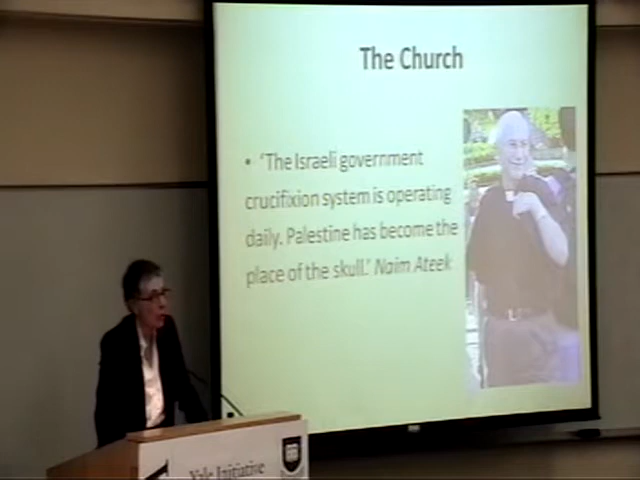 The Church
• ‘The Israeli government
crucifixion system is operating
daily. Palestine has become the
place of the skull.’ Naim Ateek
Yale Initiative